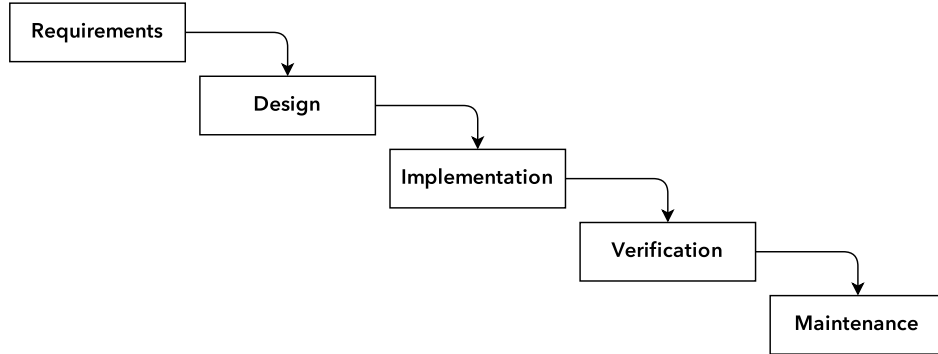 Requirements
Design
Implementation
Verification
Maintenance